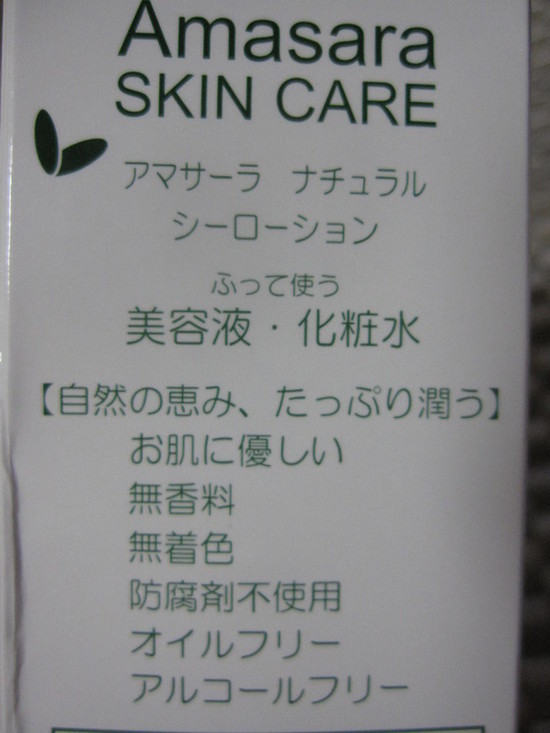 Amasara
SKIN CARE
アマサーラ　ナチュラル
シーローション
ふって使う
美容液・化粧水
【自然の恵み、たっぷり潤う】
お肌に優しい
無香料
無着色
防腐剤不使用
オイルフリー
アルコールフリー